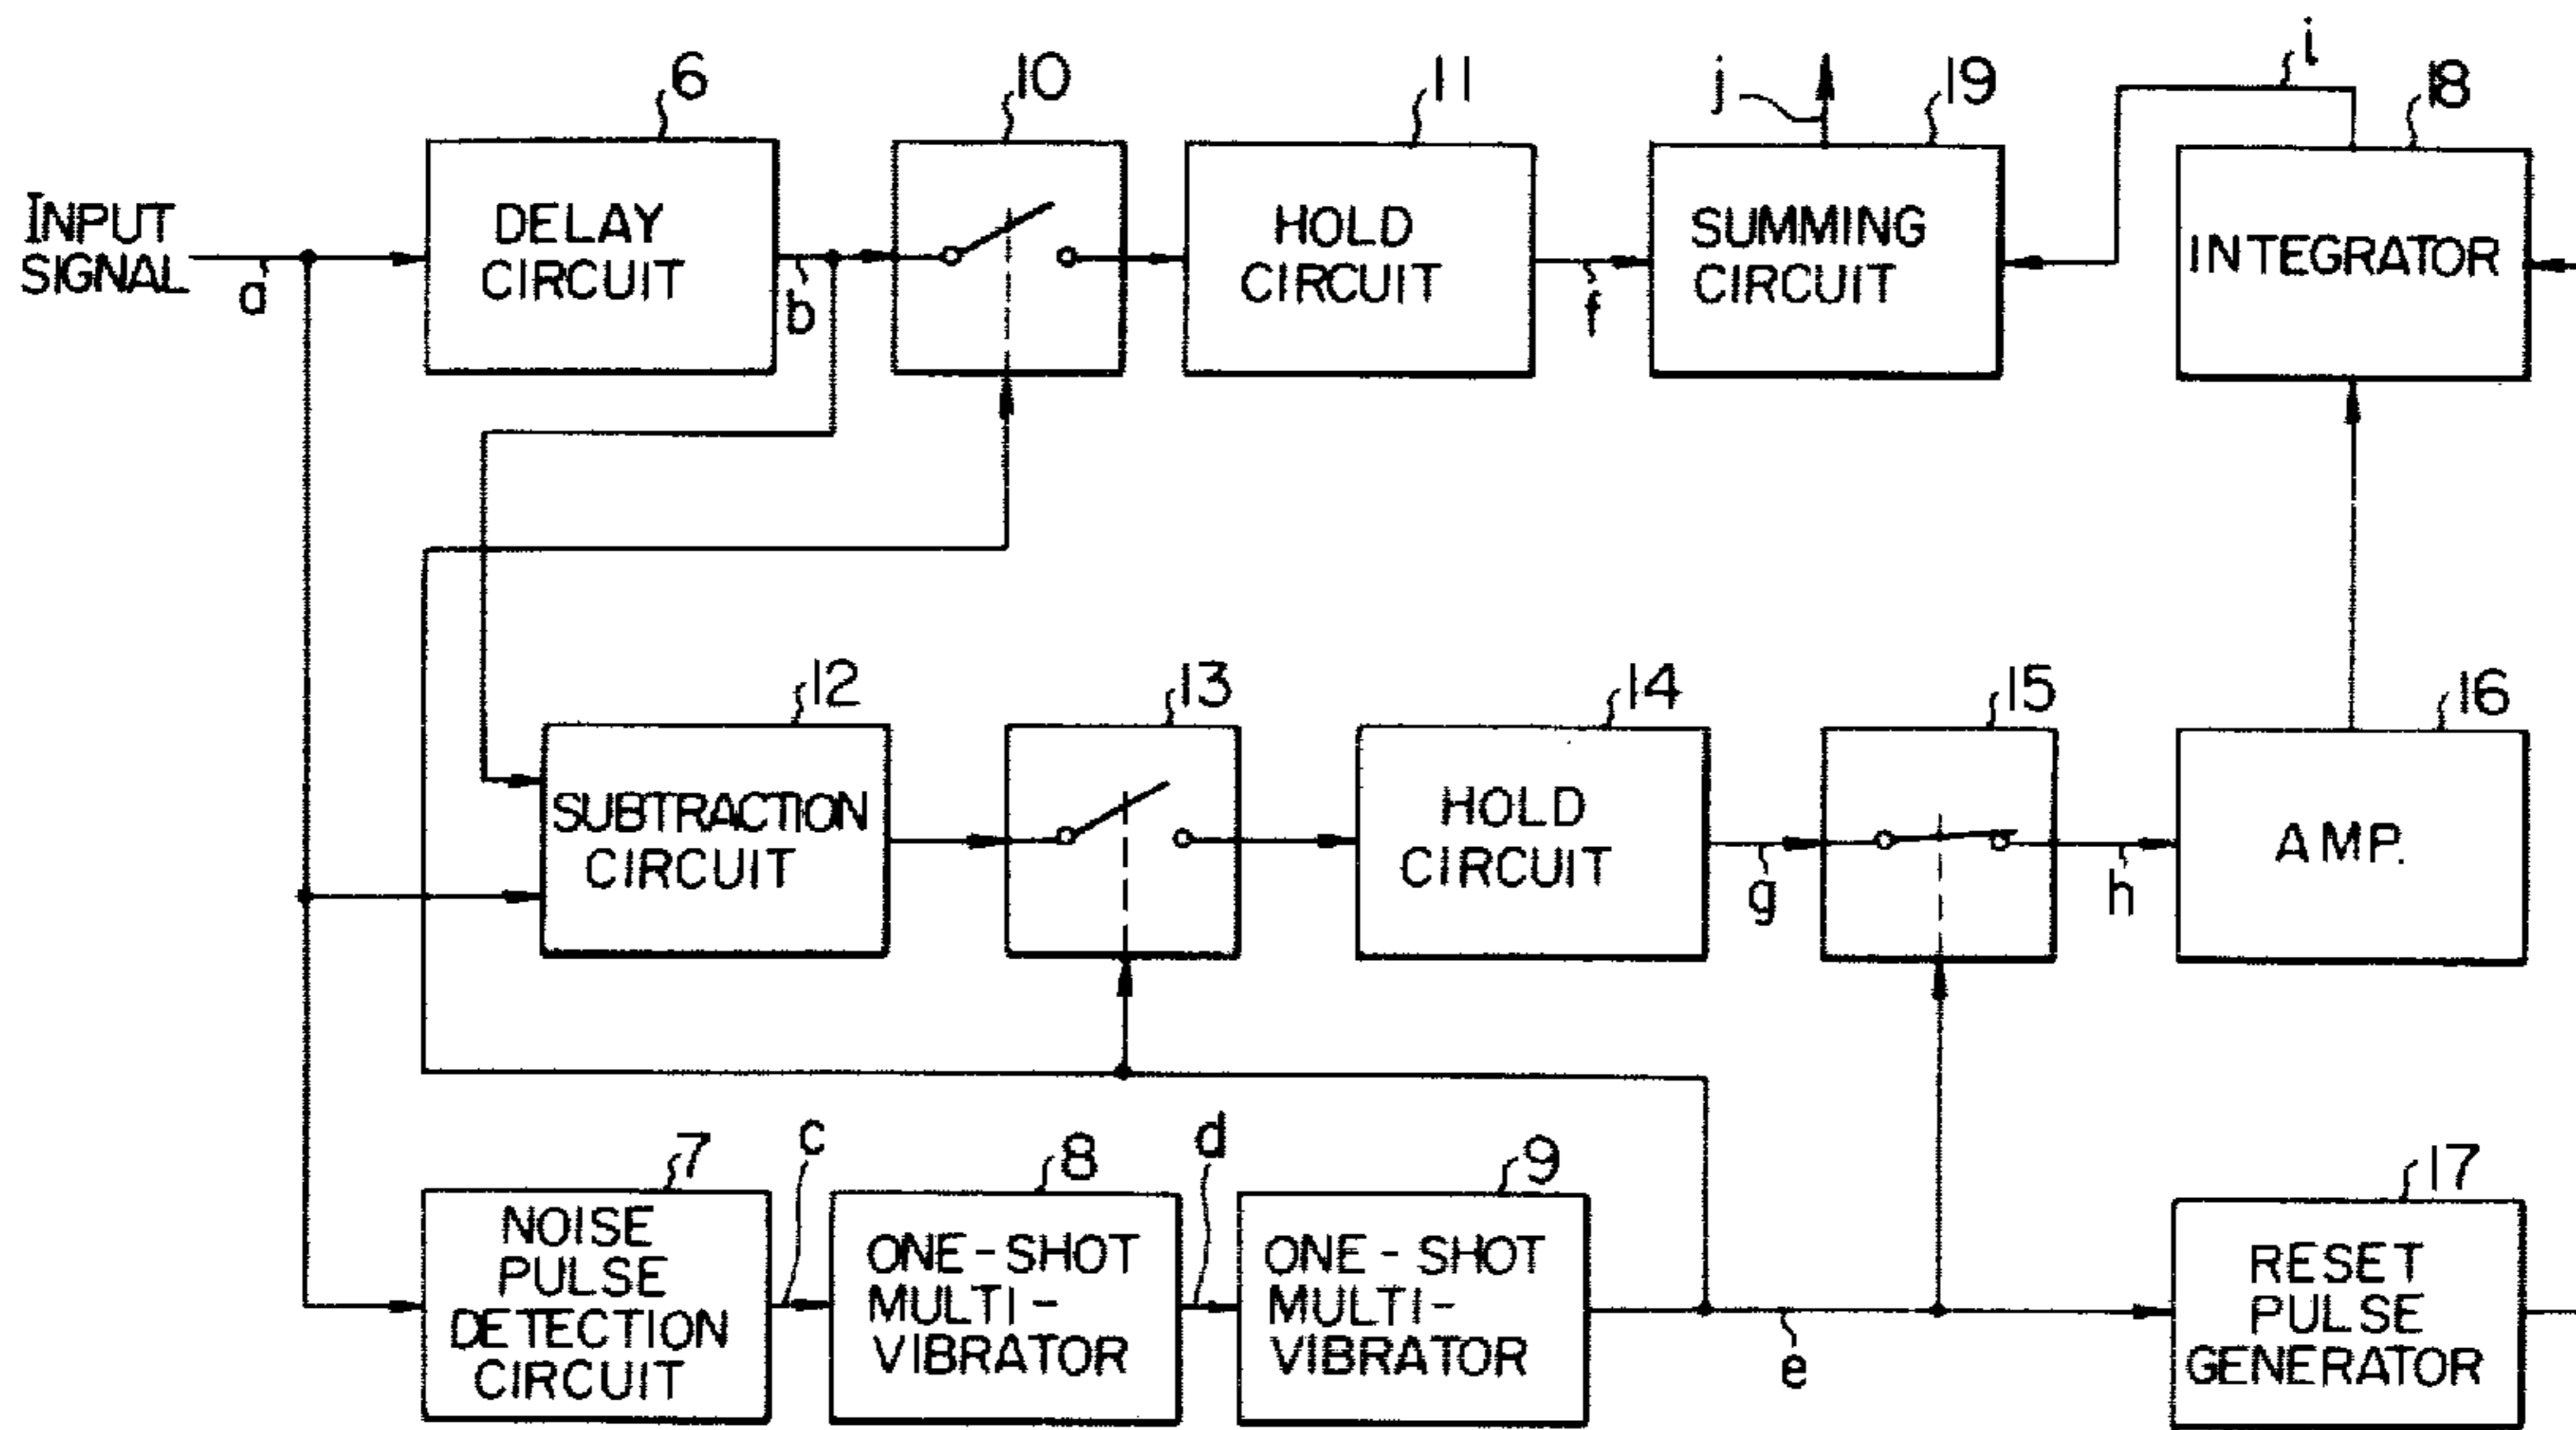 6
10
11
j
19
i
18
INPUT
SIGNAL
a
DELAY
CIRCUIT
b
HOLD
CIRCUIT
f
SUMMING
CIRCUIT
INTEGRATOR
12
13
14
15
16
SUBTRACTION
CIRCUIT
HOLD
CIRCUIT
g
h
AMP.
7
c
8
d
9
17
NOISE
PULSE
DETECTION
CIRCUIT
ONE-SHOT
MULTI-
VIBRATOR
ONE-SHOT
MULTI-
VIBRATOR
e
RESET
PULSE
GENERATOR